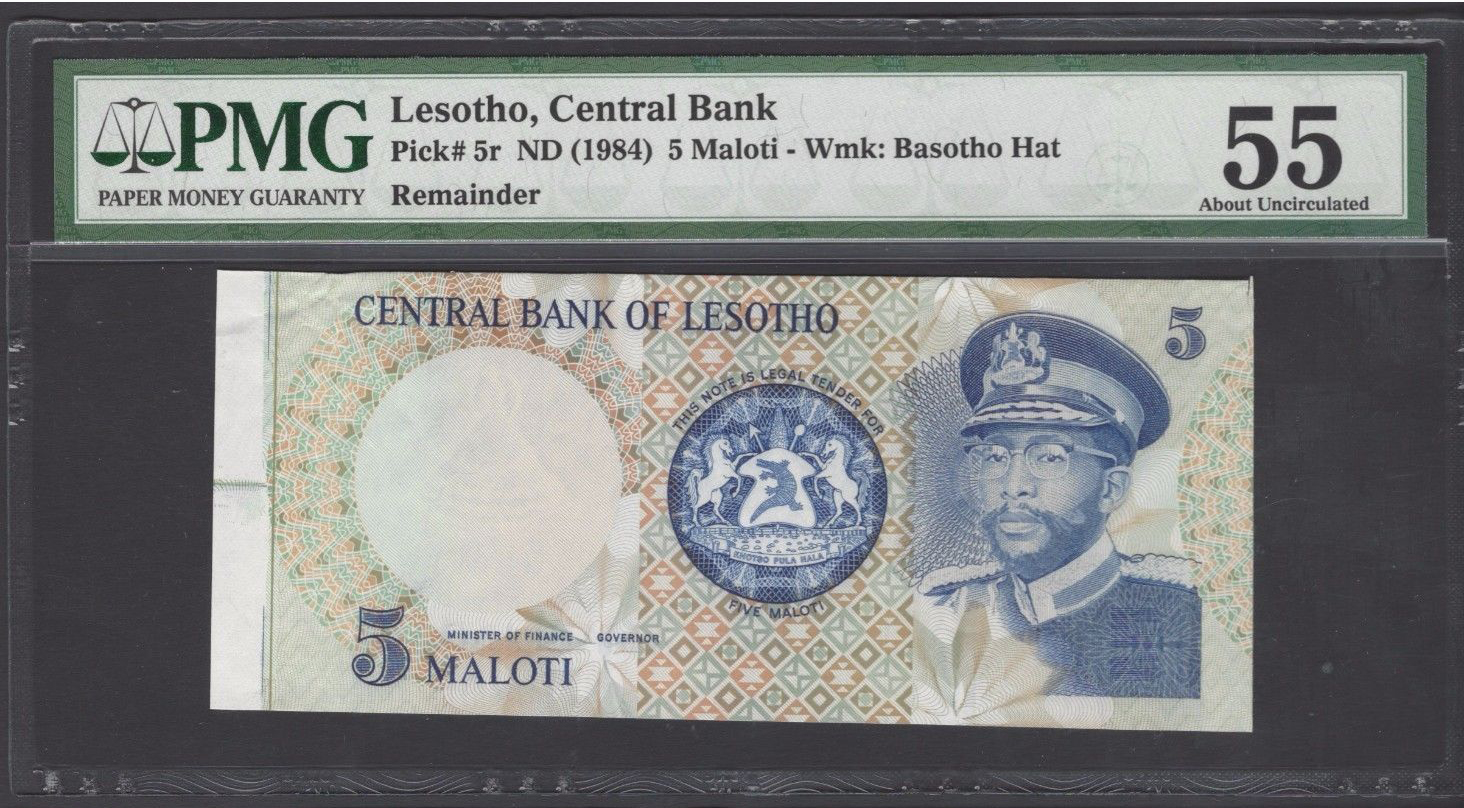 PMG
PAPER MONEY GUARANTY
Lesotho, Central Bank
Pick# 5r ND (1984) 5 Maloti - Wmk: Basotho Hat
Remainder
55
About Uncirculated
CENTRAL BANK OF LESOTHO
5
THIS NOTE IS LEGAL TENDER FOR
KHOTSO PULA NALA
FIVE MALOTI
MINISTER OF FINANCE GOVERNOR
5 MALOTI